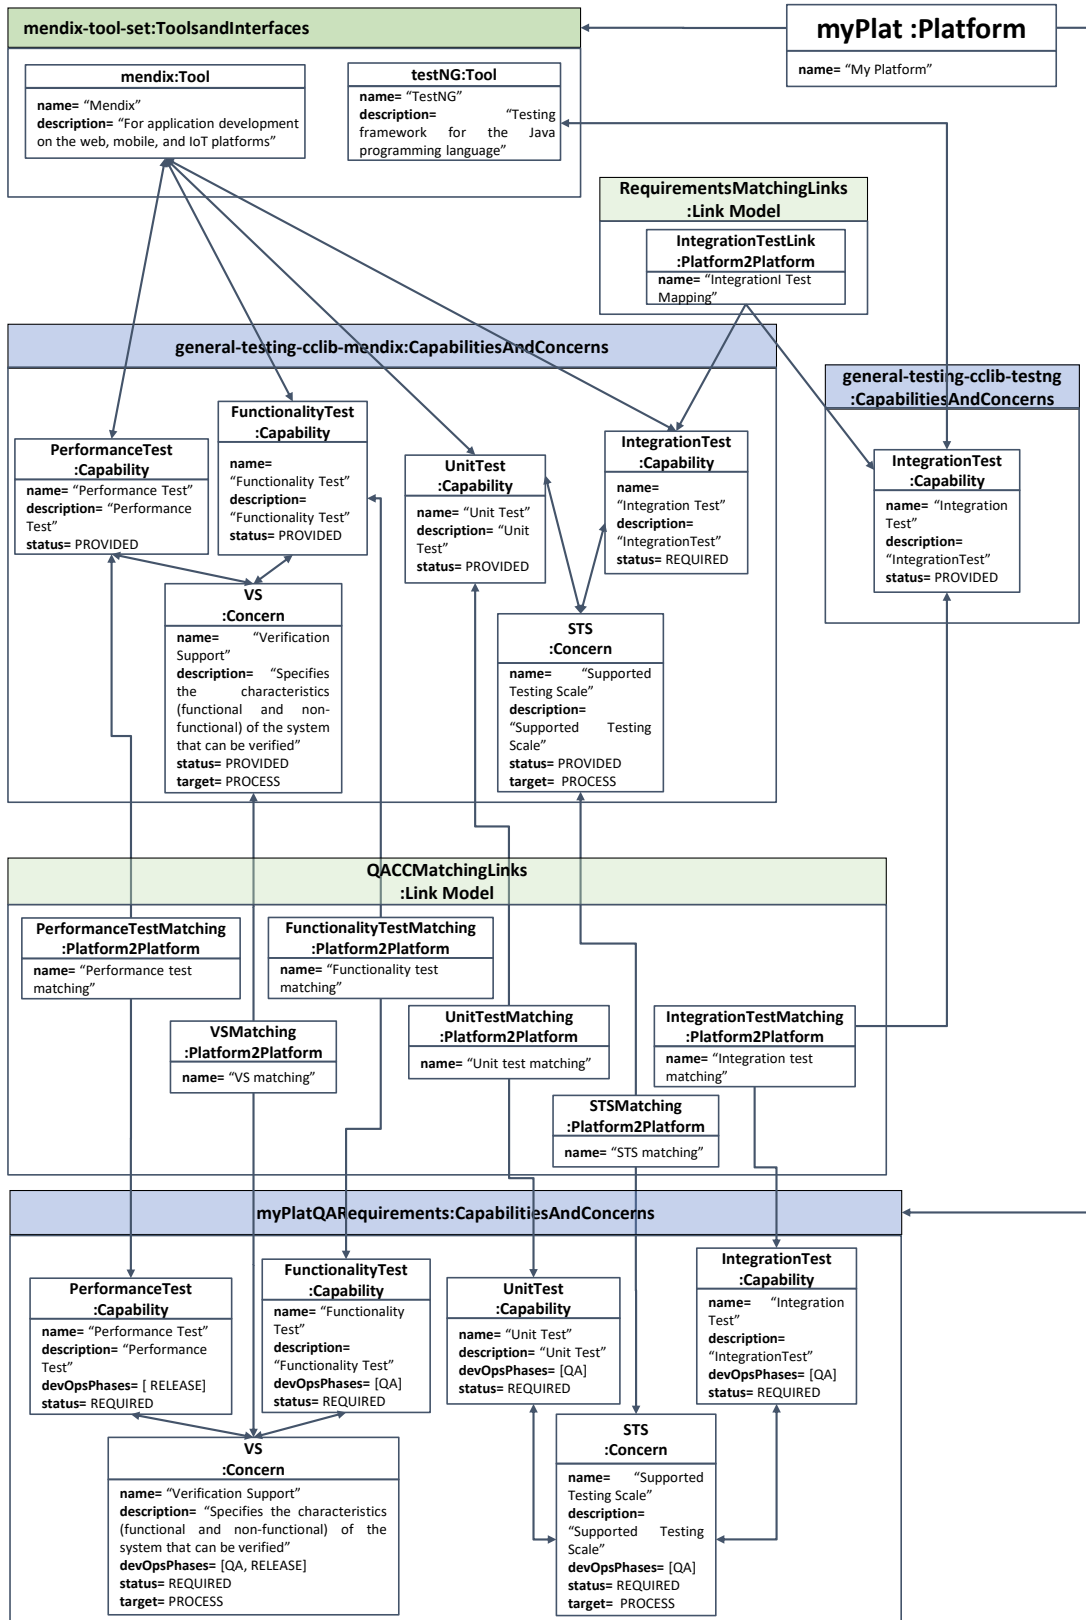 mendix-tool-set:ToolsandInterfaces
myPlat :Platform
name= “My Platform”
mendix:Tool
name= “Mendix”
description= “For application development
on the web, mobile, and IoT platforms”
testNG:Tool
name= “TestNG”
description= “Testing
framework for the Java
programming language”
RequirementsMatchingLinks
:Link Model
IntegrationTestLink
:Platform2Platform
name= “IntegrationI Test
Mapping”
general-testing-cclib-mendix:CapabilitiesAndConcerns
general-testing-cclib-testng
:CapabilitiesAndConcerns
PerformanceTest
:Capability
name= “Performance Test”
description= “Performance
Test”
status= PROVIDED
FunctionalityTest
:Capability
name=
“Functionality Test”
description=
“Functionality Test”
status= PROVIDED
UnitTest
:Capability
name= “Unit Test”
description= “Unit
Test”
status= PROVIDED
IntegrationTest
:Capability
name=
“Integration Test”
description=
“IntegrationTest”
status= REQUIRED
IntegrationTest
:Capability
name= “Integration
Test”
description=
“IntegrationTest”
status= PROVIDED
VS
:Concern
name= “Verification
Support”
description= “Specifies
the characteristics
(functional and non-
functional) of the system
that can be verified”
status= PROVIDED
target= PROCESS
STS
:Concern
name= “Supported
Testing Scale”
description=
“Supported Testing
Scale”
status= PROVIDED
target= PROCESS
QACCMatchingLinks
:Link Model
PerformanceTestMatching
:Platform2Platform
name= “Performance test
matching”
FunctionalityTestMatching
:Platform2Platform
name= “Functionality test
matching”
VSMatching
:Platform2Platform
name= “VS matching”
UnitTestMatching
:Platform2Platform
name= “Unit test matching”
IntegrationTestMatching
:Platform2Platform
name= “Integration test
matching”
STSMatching
:Platform2Platform
name= “STS matching”
myPlatQARequirements:CapabilitiesAndConcerns
PerformanceTest
:Capability
name= “Performance Test”
description= “Performance
Test”
devOpsPhases= [ RELEASE]
status= REQUIRED
FunctionalityTest
:Capability
name= “Functionality
Test”
description=
“Functionality Test”
devOpsPhases= [QA]
status= REQUIRED
UnitTest
:Capability
name= “Unit Test”
description= “Unit Test”
devOpsPhases= [QA]
status= REQUIRED
IntegrationTest
:Capability
name= “Integration
Test”
description=
“IntegrationTest”
devOpsPhases= [QA]
status= REQUIRED
VS
:Concern
name= “Verification Support”
description= “Specifies the characteristics
(functional and non-functional) of the
system that can be verified”
devOpsPhases= [QA, RELEASE]
status= REQUIRED
target= PROCESS
STS
:Concern
name= “Supported
Testing Scale”
description=
“Supported Testing
Scale”
devOpsPhases= [QA]
status= REQUIRED
target= PROCESS